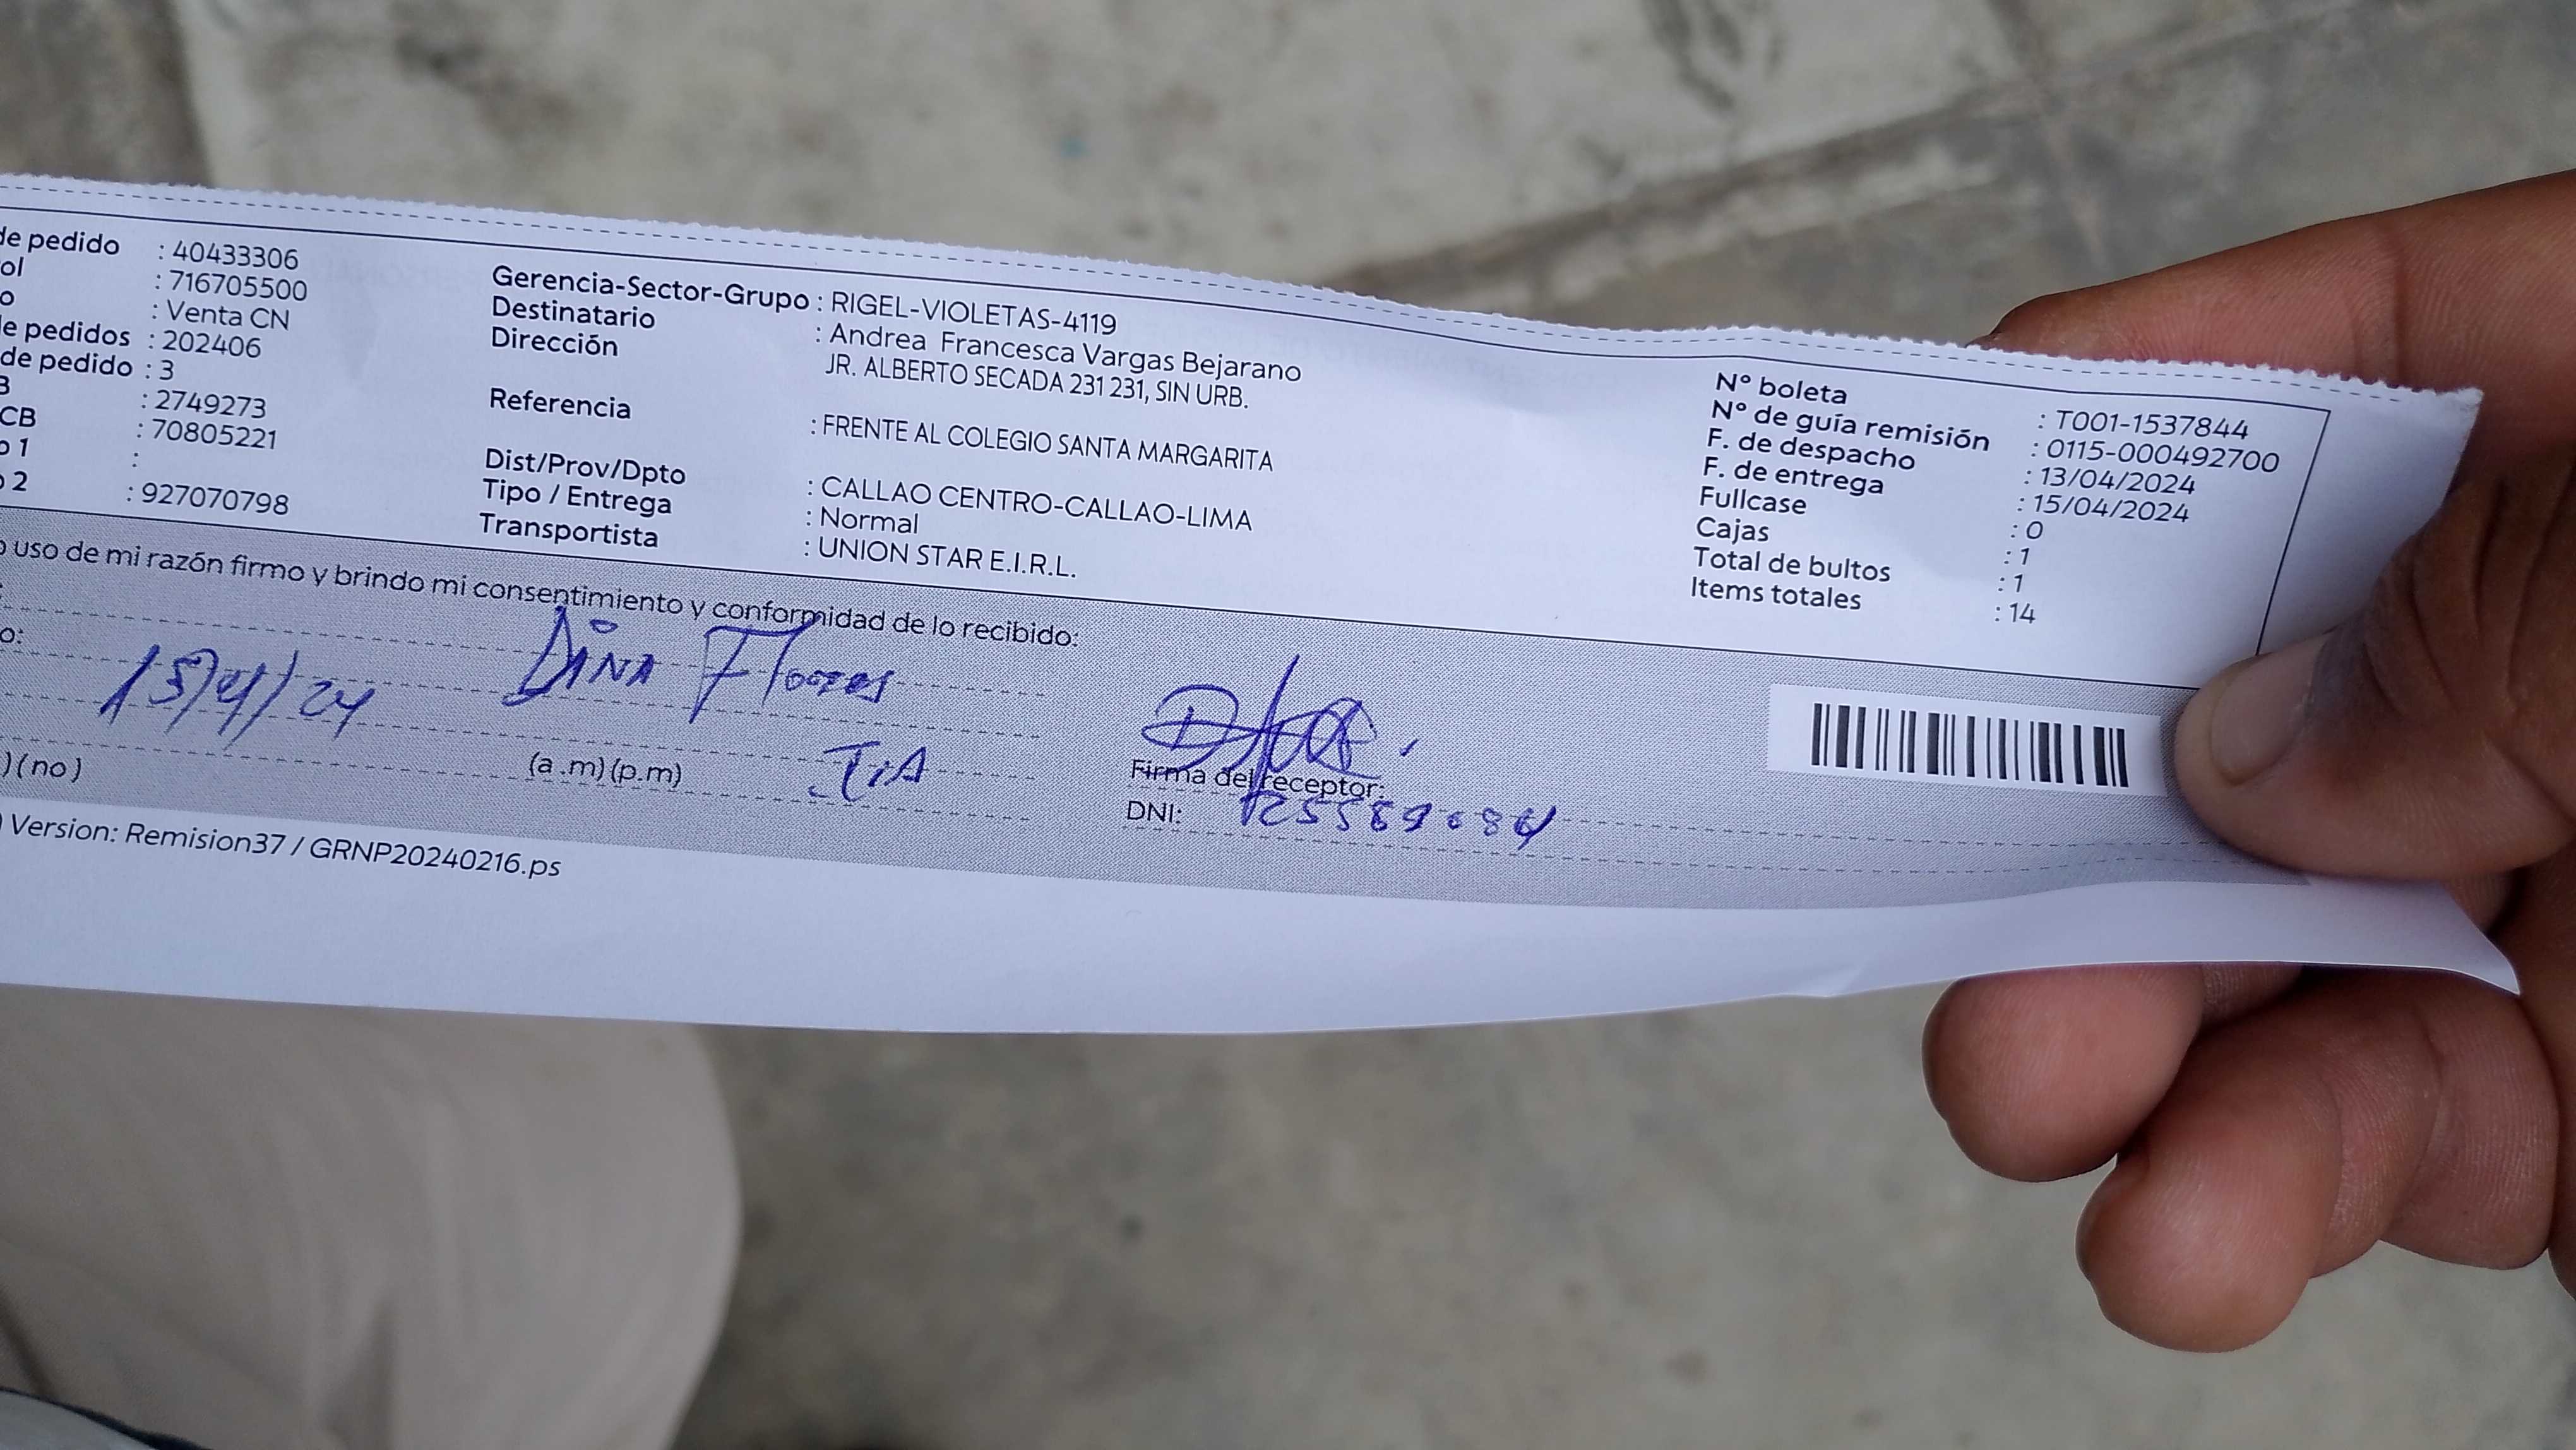 de pedido : 40433306
ol : 716705500
o : Venta CN
de pedidos : 202406
de pedido : 3
B : 2749273
CB : 70805221
o 1 :
o 2 : 927070798
Gerencia-Sector-Grupo : RIGEL-VIOLETAS-4119
Destinatario : Andrea Francesca Vargas Bejarano
Dirección JR. ALBERTO SECADA 231 231, SIN URB.
Referencia : FRENTE AL COLEGIO SANTA MARGARITA
Dist/Prov/Dpto : CALLAO CENTRO-CALLAO-LIMA
Tipo / Entrega : Normal
Transportista : UNION STAR E.I.R.L.
N° boleta : T001-1537844
N° de guía remisión : 0115-000492700
F. de despacho : 13/04/2024
F. de entrega : 15/04/2024
Fullcase : 0
Cajas : 1
Total de bultos : 1
Items totales : 14
o uso de mi razón firmo y brindo mi consentimiento y conformidad de lo recibido:
o: 15/4/24 DiNA Flores
)(no) (a.m)(p.m) TiA
Firma del receptor:
DNI:
) Version: Remision37 / GRNP20240216.ps